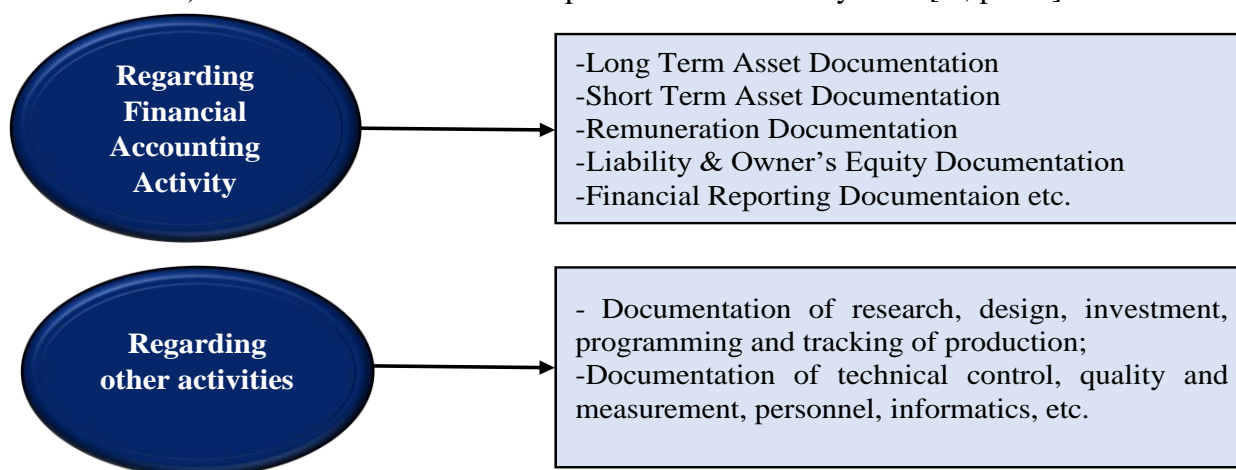 Regarding
Financial
Accounting
Activity
-Long Term Asset Documentation
-Short Term Asset Documentation
-Remuneration Documentation
-Liability & Owner’s Equity Documentation
-Financial Reporting Documentaion etc.
Regarding
other activities
- Documentation of research, design, investment,
programming and tracking of production;
-Documentation of technical control, quality and
measurement, personnel, informatics, etc.